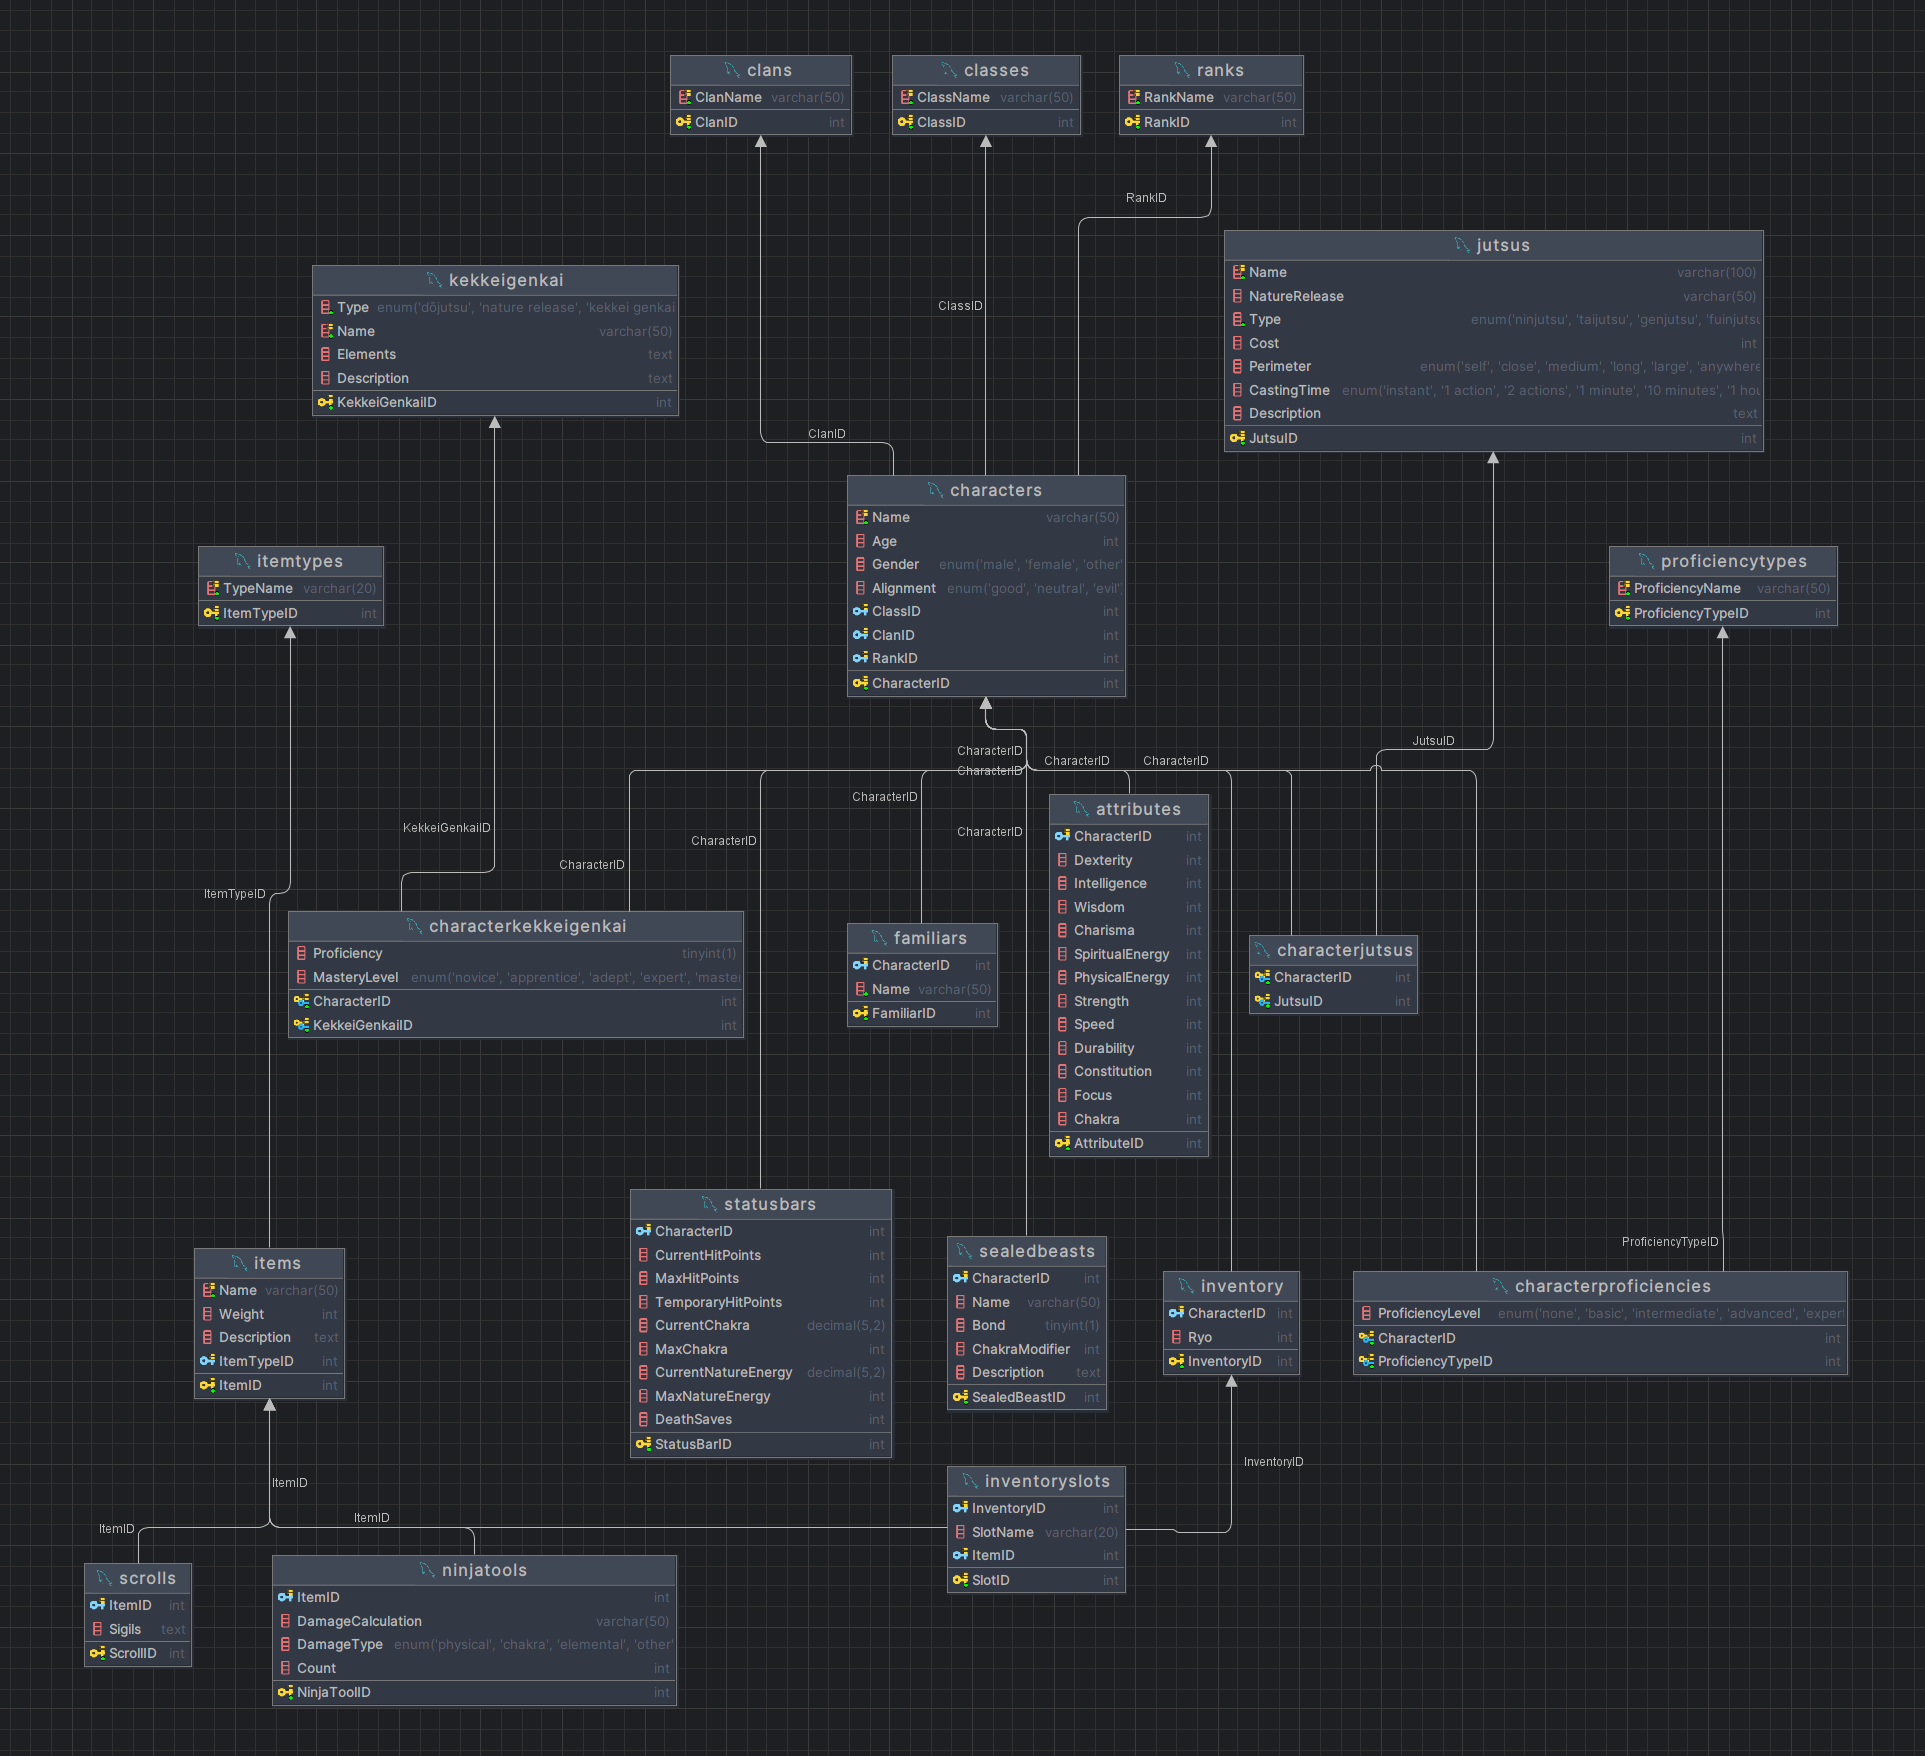 clans
ClanName varchar(50)
ClanID int
classes
ClassName varchar(50)
ClassID int
ranks
RankName varchar(50)
RankID int
RankID
jutsus
Name varchar(100)
NatureRelease varchar(50)
Type enum('ninjutsu', 'taijutsu', 'genjutsu', 'fuinjutsu
Cost int
Perimeter enum('self', 'close', 'medium', 'long', 'large', 'anywhere
CastingTime enum('instant', '1 action', '2 actions', '1 minute', '10 minutes', '1 hou
Description text
JutsuID int
kekkeigenkai
Type enum('dōjutsu', 'nature release', 'kekkei genkai
Name varchar(50)
Elements text
Description text
KekkeiGenkaiID int
ClassID
ClanID
characters
Name varchar(50)
Age int
Gender enum('male', 'female', 'other'
Alignment enum('good', 'neutral', 'evil'
ClassID int
ClanID int
RankID int
CharacterID int
itemtypes
TypeName varchar(20)
ItemTypeID int
proficiencytypes
ProficiencyName varchar(50)
ProficiencyTypeID int
JutsuID
CharacterID
CharacterID
CharacterID
CharacterID
CharacterID
CharacterID
CharacterID
CharacterID
KekkeiGenkaiID
ItemTypeID
attributes
CharacterID int
Dexterity int
Intelligence int
Wisdom int
Charisma int
SpiritualEnergy int
PhysicalEnergy int
Strength int
Speed int
Durability int
Constitution int
Focus int
Chakra int
AttributeID int
characterkekkeigenkai
Proficiency tinyint(1)
MasteryLevel enum('novice', 'apprentice', 'adept', 'expert', 'master
CharacterID int
KekkeiGenkaiID int
familiars
CharacterID int
Name varchar(50)
FamiliarID int
characterjutsus
CharacterID int
JutsuID int
statusbars
CharacterID int
CurrentHitPoints int
MaxHitPoints int
TemporaryHitPoints int
CurrentChakra decimal(5,2)
MaxChakra int
CurrentNatureEnergy decimal(5,2)
MaxNatureEnergy int
DeathSaves int
StatusBarID int
ProficiencyTypeID
items
Name varchar(50)
Weight int
Description text
ItemTypeID int
ItemID int
sealedbeasts
CharacterID int
Name varchar(50)
Bond tinyint(1)
ChakraModifier int
Description text
SealedBeastID int
inventory
CharacterID int
Ryo int
InventoryID int
characterproficiencies
ProficiencyLevel enum('none', 'basic', 'intermediate', 'advanced', 'exper
CharacterID int
ProficiencyTypeID int
InventoryID
ItemID
ItemID
ItemID
inventoryslots
InventoryID int
SlotName varchar(20)
ItemID int
SlotID int
scrolls
ItemID int
Sigils text
ScrollID int
ninjatools
ItemID int
DamageCalculation varchar(50)
DamageType enum('physical', 'chakra', 'elemental', 'other'
Count int
NinjaToolID int